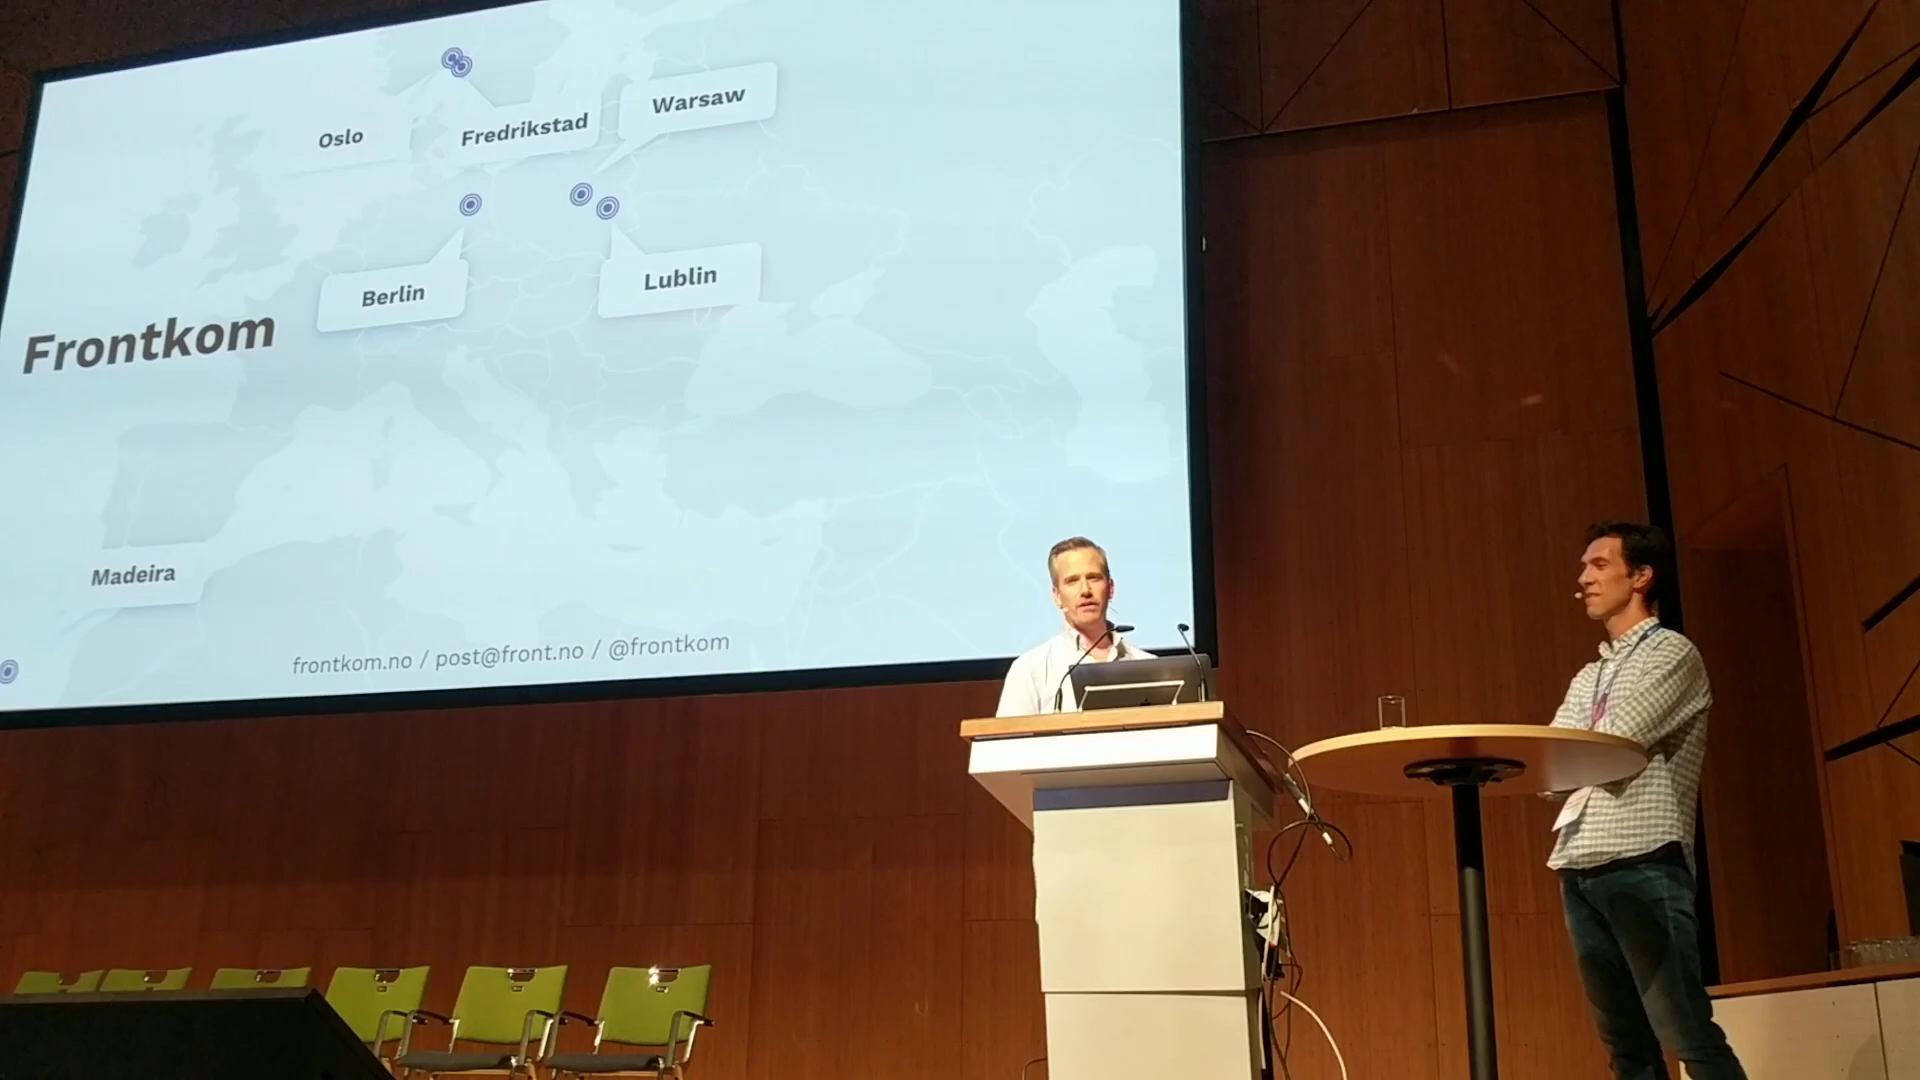 Warsaw
Oslo
Fredrikstad
Lublin
Berlin
Frontkom
Madeira
frontkom.no / post@front.no / @frontkom